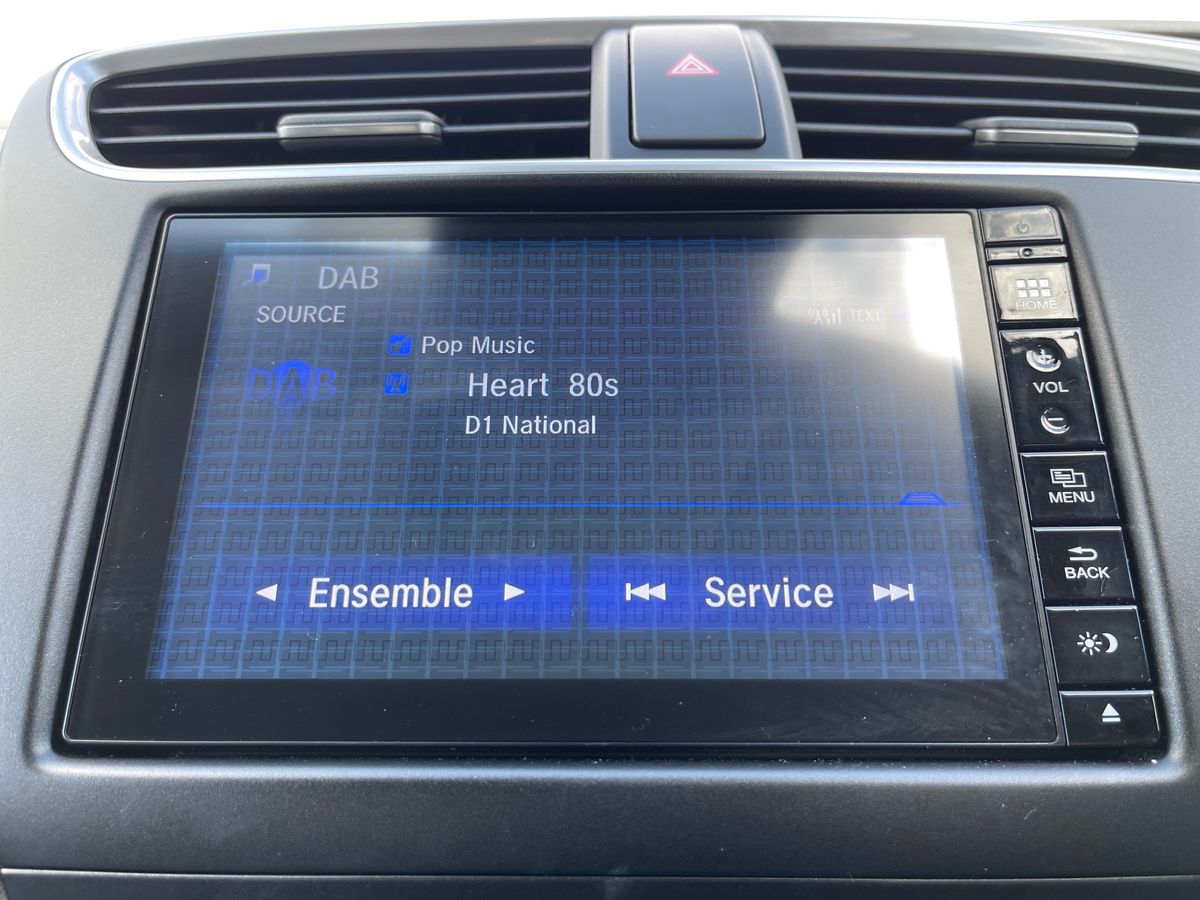 DAB
SOURCE
TEXT
Pop Music
DAB
Heart 80s
D1 National
Ensemble
Service
HOME
VOL
MENU
BACK